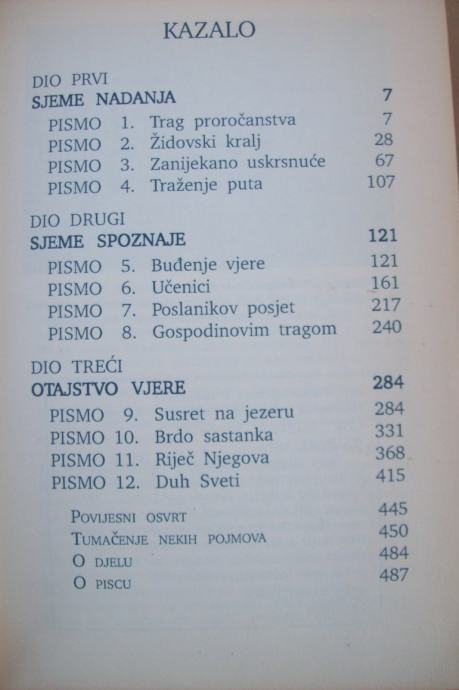 KAZALO
DIO PRVI
SJEME NADANJA 7
PISMO 1. Trag proročanstva 7
PISMO 2. Židovski kralj 28
PISMO 3. Zanijekano uskrsnuće 67
PISMO 4. Traženje puta 107
DIO DRUGI
SJEME SPOZNAJE 121
PISMO 5. Buđenje vjere 121
PISMO 6. Učenici 161
PISMO 7. Poslanikov posjet 217
PISMO 8. Gospodinovim tragom 240
DIO TREĆI
OTAJSTVO VJERE 284
PISMO 9. Susret na jezeru 284
PISMO 10. Brdo sastanka 331
PISMO 11. Riječ Njegova 368
PISMO 12. Duh Sveti 415
POVIJESNI OSVRT 445
TUMAČENJE NEKIH POJMOVA 450
O DJELU 484
O PISCU 487